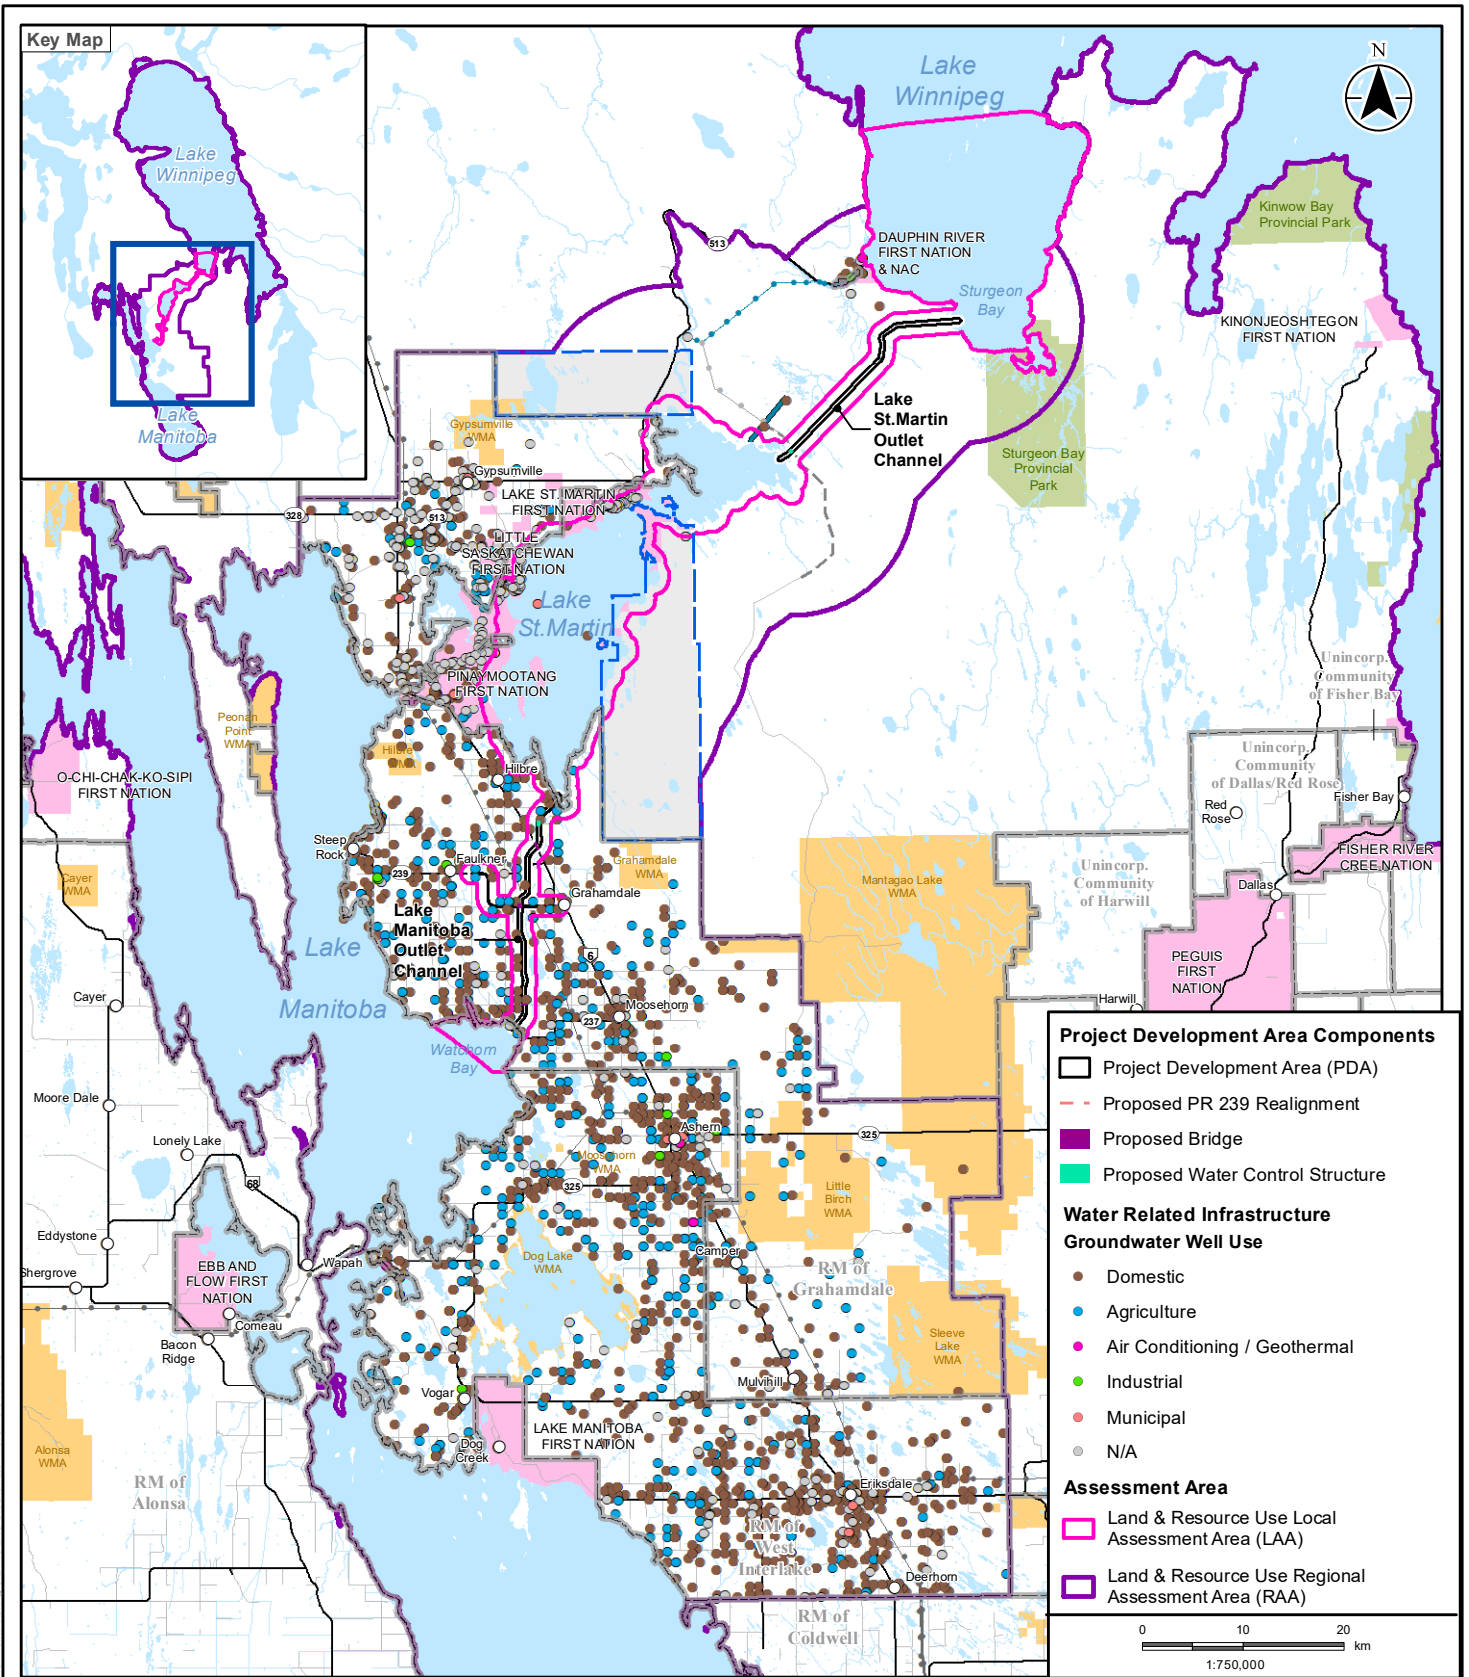 Key Map
Lake
Winnipeg
Lake
Manitoba
Lake
Winnipeg
N
Kinwow Bay
Provincial Park
513
DAUPHIN RIVER
FIRST NATION
& NAC
Sturgeon
Bay
KINONJEOSHTEGON
FIRST NATION
Lake
St.Martin
Outlet
Channel
Gypsumville
WMA
Sturgeon Bay
Provincial
Park
Gypsumville
LAKE ST. MARTIN
FIRST NATION
328
513
LITTLE
SASKATCHEWAN
FIRST NATION
Lake
St.Martin
PINAYMOOTANG
FIRST NATION
Unincorp.
Community
of Fisher Bay
Peonan
Point
WMA
Hilbre
WMA
Hilbre
O-CHI-CHAK-KO-SIPI
FIRST NATION
Unincorp.
Community
of Dallas/Red Rose
Red
Rose
Fisher Bay
Steep
Rock
Faulkner
239
Grahamdale
WMA
FISHER RIVER
CREE NATION
Cayer
WMA
Mantagao Lake
WMA
Unincorp.
Community
of Harwill
Dallas
Grahamdale
Lake
Manitoba
Outlet
Channel
Lake
Manitoba
6
PEGUIS
FIRST
NATION
Cayer
Moosehorn
Harwill
237
Watchorn
Bay
Moore Dale
Lonely Lake
Ashern
325
Moosehorn
WMA
325
68
Little
Birch
WMA
Eddystone
Wapah
Dog Lake
WMA
Camper
EBB AND
FLOW FIRST
NATION
RM of
Grahamdale
Shergrove
Comeau
Bacon
Ridge
Sleeve
Lake
WMA
Vogar
Mulvihill
LAKE MANITOBA
FIRST NATION
Dog
Creek
Alonsa
WMA
RM of
Alonsa
Eriksdale
RM of
West
Interlake
Deerhorn
RM of
Coldwell
Project Development Area Components
Project Development Area (PDA)
Proposed PR 239 Realignment
Proposed Bridge
Proposed Water Control Structure
Water Related Infrastructure
Groundwater Well Use
Domestic
Agriculture
Air Conditioning / Geothermal
Industrial
Municipal
N/A
Assessment Area
Land & Resource Use Local
Assessment Area (LAA)
Land & Resource Use Regional
Assessment Area (RAA)
0 10 20
km
1:750,000